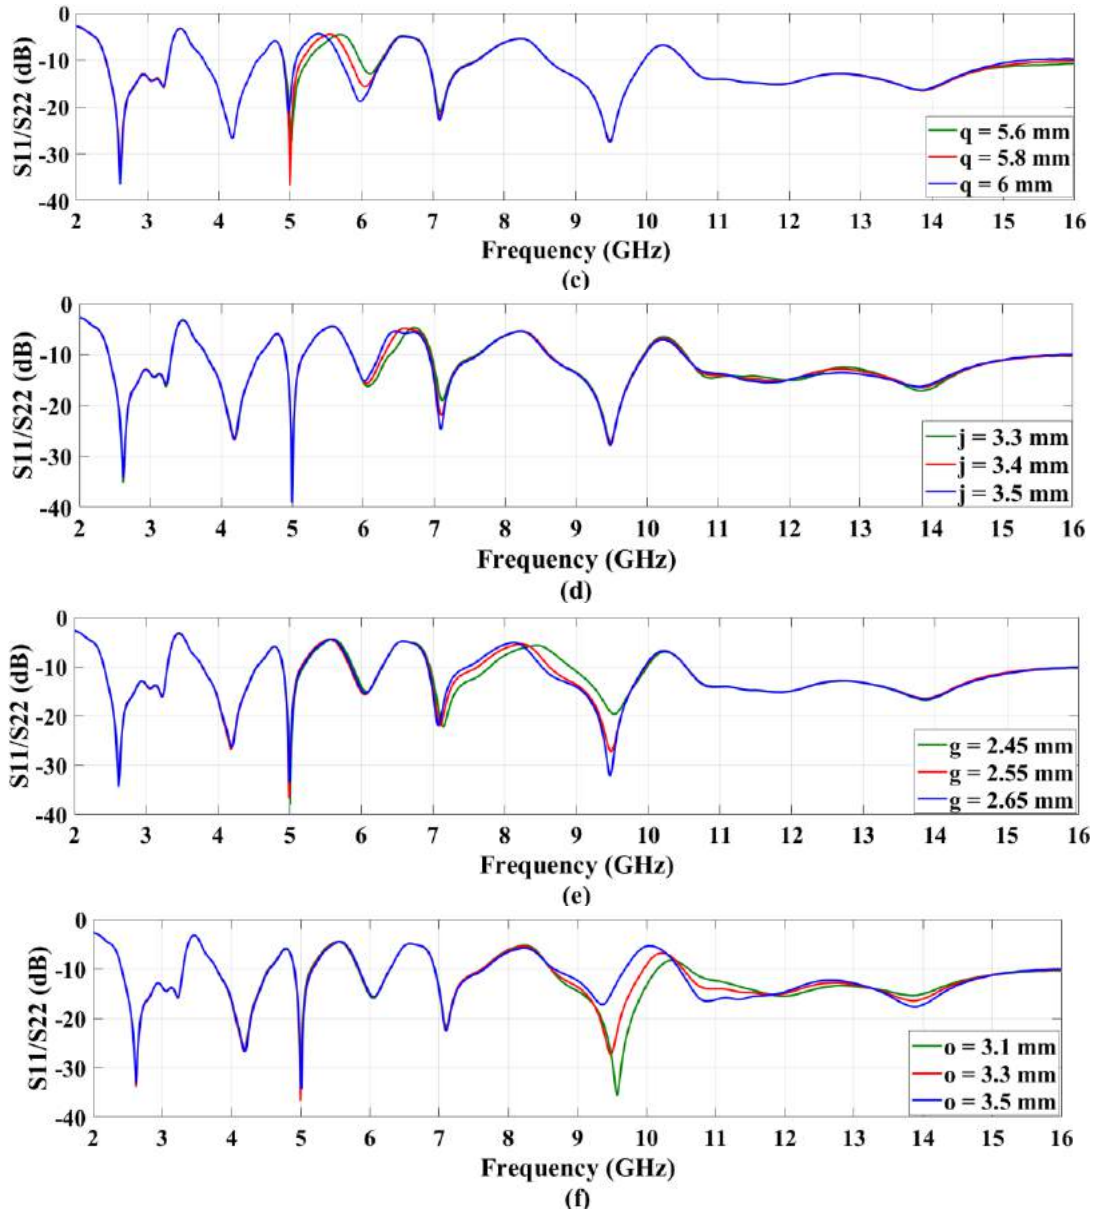 0
-10
-20
-30
-40
S11/S22 (dB)
q = 5.6 mm
q = 5.8 mm
q = 6 mm
2 3 4 5 6 7 8 9 10 11 12 13 14 15 16
Frequency (GHz)
(c)
0
-10
-20
-30
-40
S11/S22 (dB)
j = 3.3 mm
j = 3.4 mm
j = 3.5 mm
2 3 4 5 6 7 8 9 10 11 12 13 14 15 16
Frequency (GHz)
(d)
0
-10
-20
-30
-40
S11/S22 (dB)
g = 2.45 mm
g = 2.55 mm
g = 2.65 mm
2 3 4 5 6 7 8 9 10 11 12 13 14 15 16
Frequency (GHz)
(e)
0
-10
-20
-30
-40
S11/S22 (dB)
o = 3.1 mm
o = 3.3 mm
o = 3.5 mm
2 3 4 5 6 7 8 9 10 11 12 13 14 15 16
Frequency (GHz)
(f)